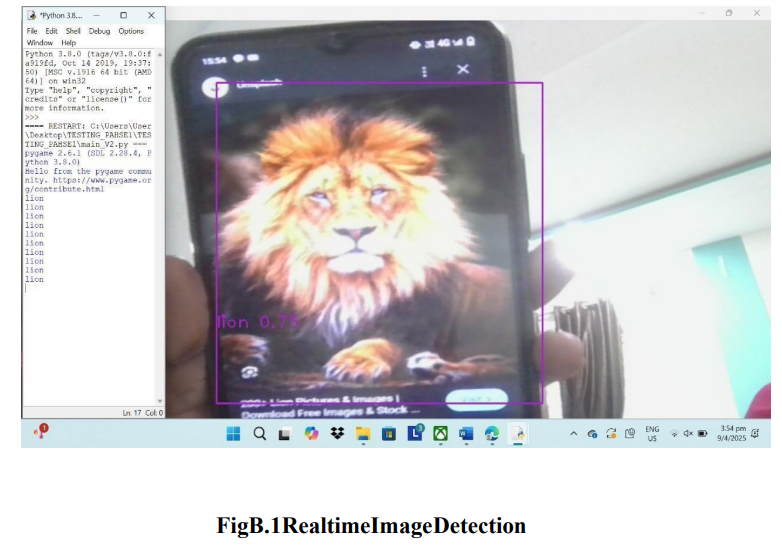 *Python 3.8....
File Edit Shell Debug Options
Window Help
Python 3.8.0 (tags/v3.8.0:f
a919fd, Oct 14 2019, 19:37:
50) [MSC v.1916 64 bit (AMD
64)] on win32
Type "help", "copyright", "
credits" or "license()" for
more information.
>>>
==== RESTART: C:\Users\User
\Desktop\TESTING_PAHSE1\TES
TING_PAHSE1\main_V2.py ===
pygame 2.6.1 (SDL 2.28.4, P
ython 3.8.0)
Hello from the pygame commu
nity. https://www.pygame.or
g/contribute.html
lion
lion
lion
lion
lion
lion
lion
lion
lion
lion
Ln: 17 Col: 0
15:54
4G
Unsplash
lion 0.75
Lion Pictures & Images |
Download Free Images & Stock ...
ENG
US
3:54 pm
9/4/2025
FigB.1RealtimeImageDetection